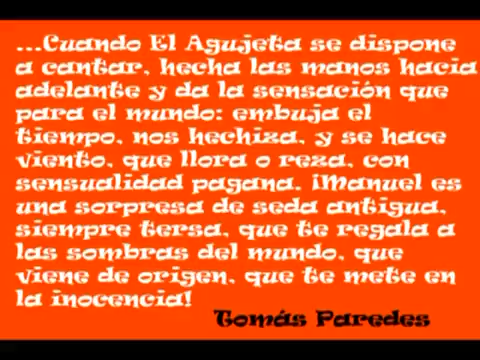 ...Cuando El Agujeta se dispone
a cantar, hecha las manos hacia
adelante y da la sensación que
para el mundo: embuja el
tiempo, nos hechiza, y se hace
viento, que llora o reza, con
sensualidad pagana. ¡Manuel es
una sorpresa de seda antigua,
siempre tersa, que te regala a
las sombras del mundo, que
viene de origen, que te mete en
la inocencia!
Tomás Paredes